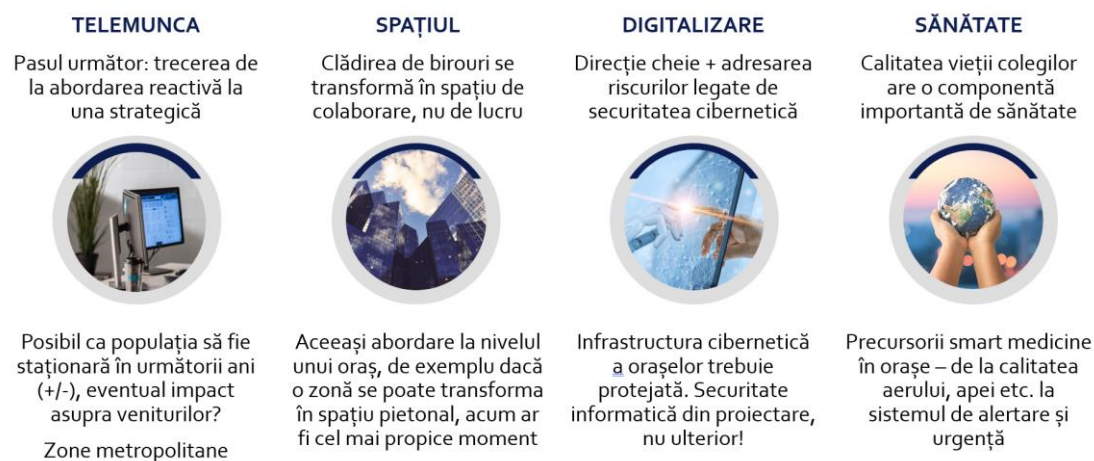 TELEMUNCA
Pasul următor: trecerea de
la abordarea reactivă la
una strategică
Posibil ca populația să fie
staționară în următorii ani
(+/-), eventual impact
asupra veniturilor?
Zone metropolitane
SPAȚIUL
Clădirea de birouri se
transformă în spațiu de
colaborare, nu de lucru
Aceeași abordare la nivelul
unui oraș, de exemplu dacă
o zonă se poate transforma
în spațiu pietonal, acum ar
fi cel mai propice moment
DIGITALIZARE
Direcție cheie + adresarea
riscurilor legate de
securitatea cibernetică
Infrastructura cibernetică
a orașelor trebuie
protejată. Securitate
informatică din proiectare,
nu ulterior!
SĂNĂTATE
Calitatea vieții colegilor
are o componentă
importantă de sănătate
Precursorii smart medicine
în orașe – de la calitatea
aerului, apei etc. la
sistemul de alertare și
urgență